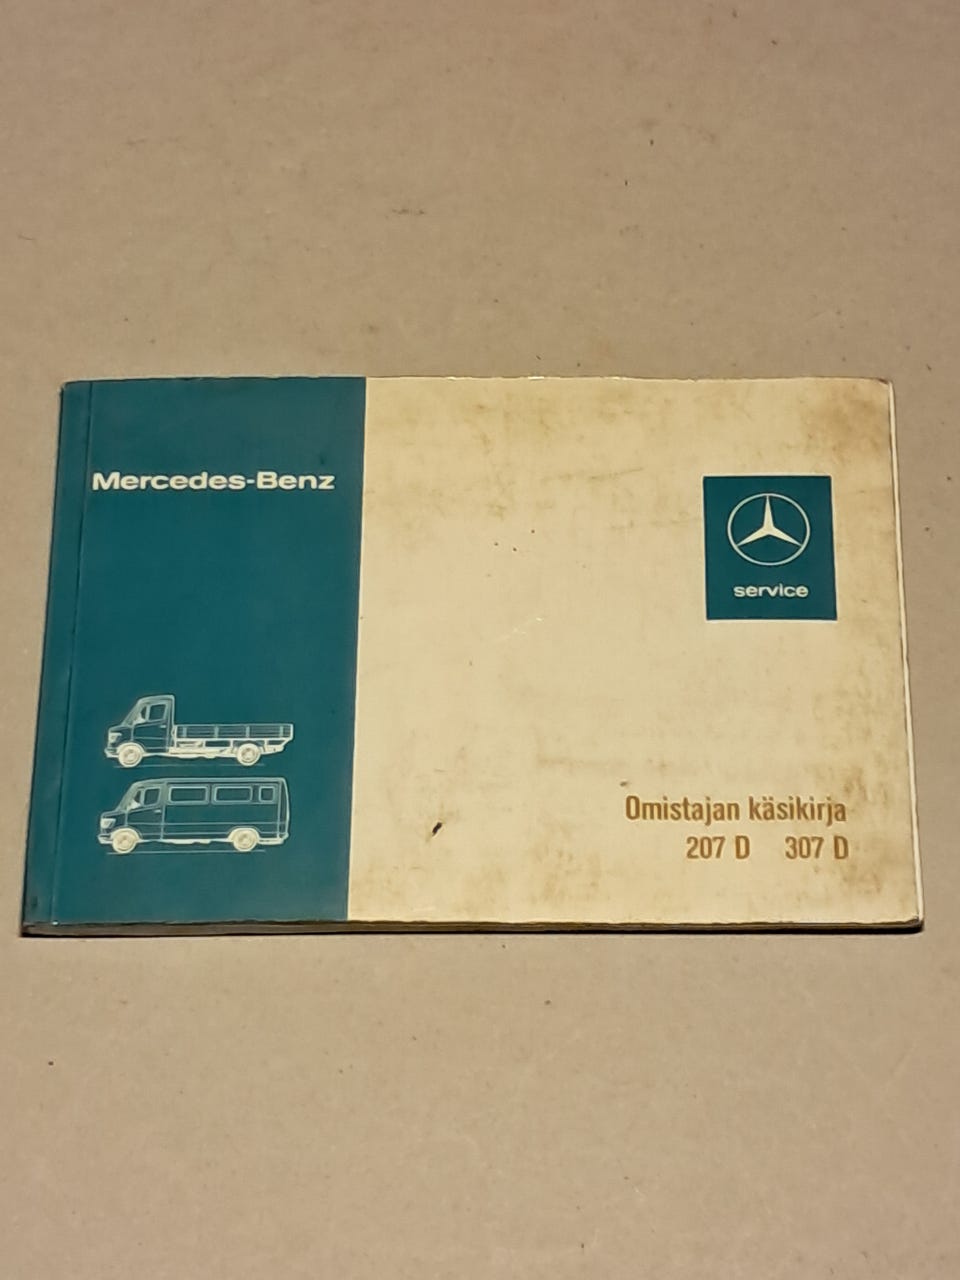 Mercedes-Benz
service
Omistajan käsikirja
207 D 307 D